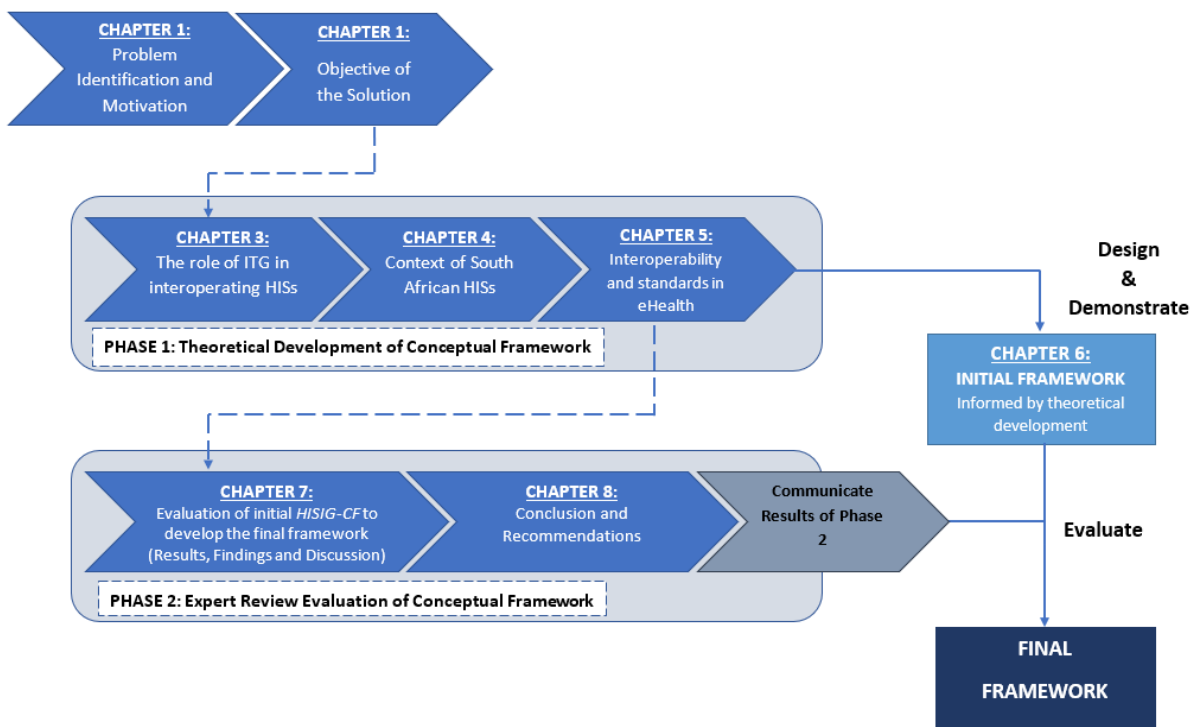 CHAPTER 1:
Problem
Identification and
Motivation
CHAPTER 1:
Objective of
the Solution
CHAPTER 3:
The role of ITG in
interoperating HISs
CHAPTER 4:
Context of South
African HISs
CHAPTER 5:
Interoperability
and standards in
eHealth
PHASE 1: Theoretical Development of Conceptual Framework
Design
&
Demonstrate
CHAPTER 6:
INITIAL FRAMEWORK
Informed by theoretical
development
CHAPTER 7:
Evaluation of initial HISIG-CF to
develop the final framework
(Results, Findings and Discussion)
CHAPTER 8:
Conclusion and
Recommendations
Communicate
Results of Phase
2
PHASE 2: Expert Review Evaluation of Conceptual Framework
Evaluate
FINAL
FRAMEWORK